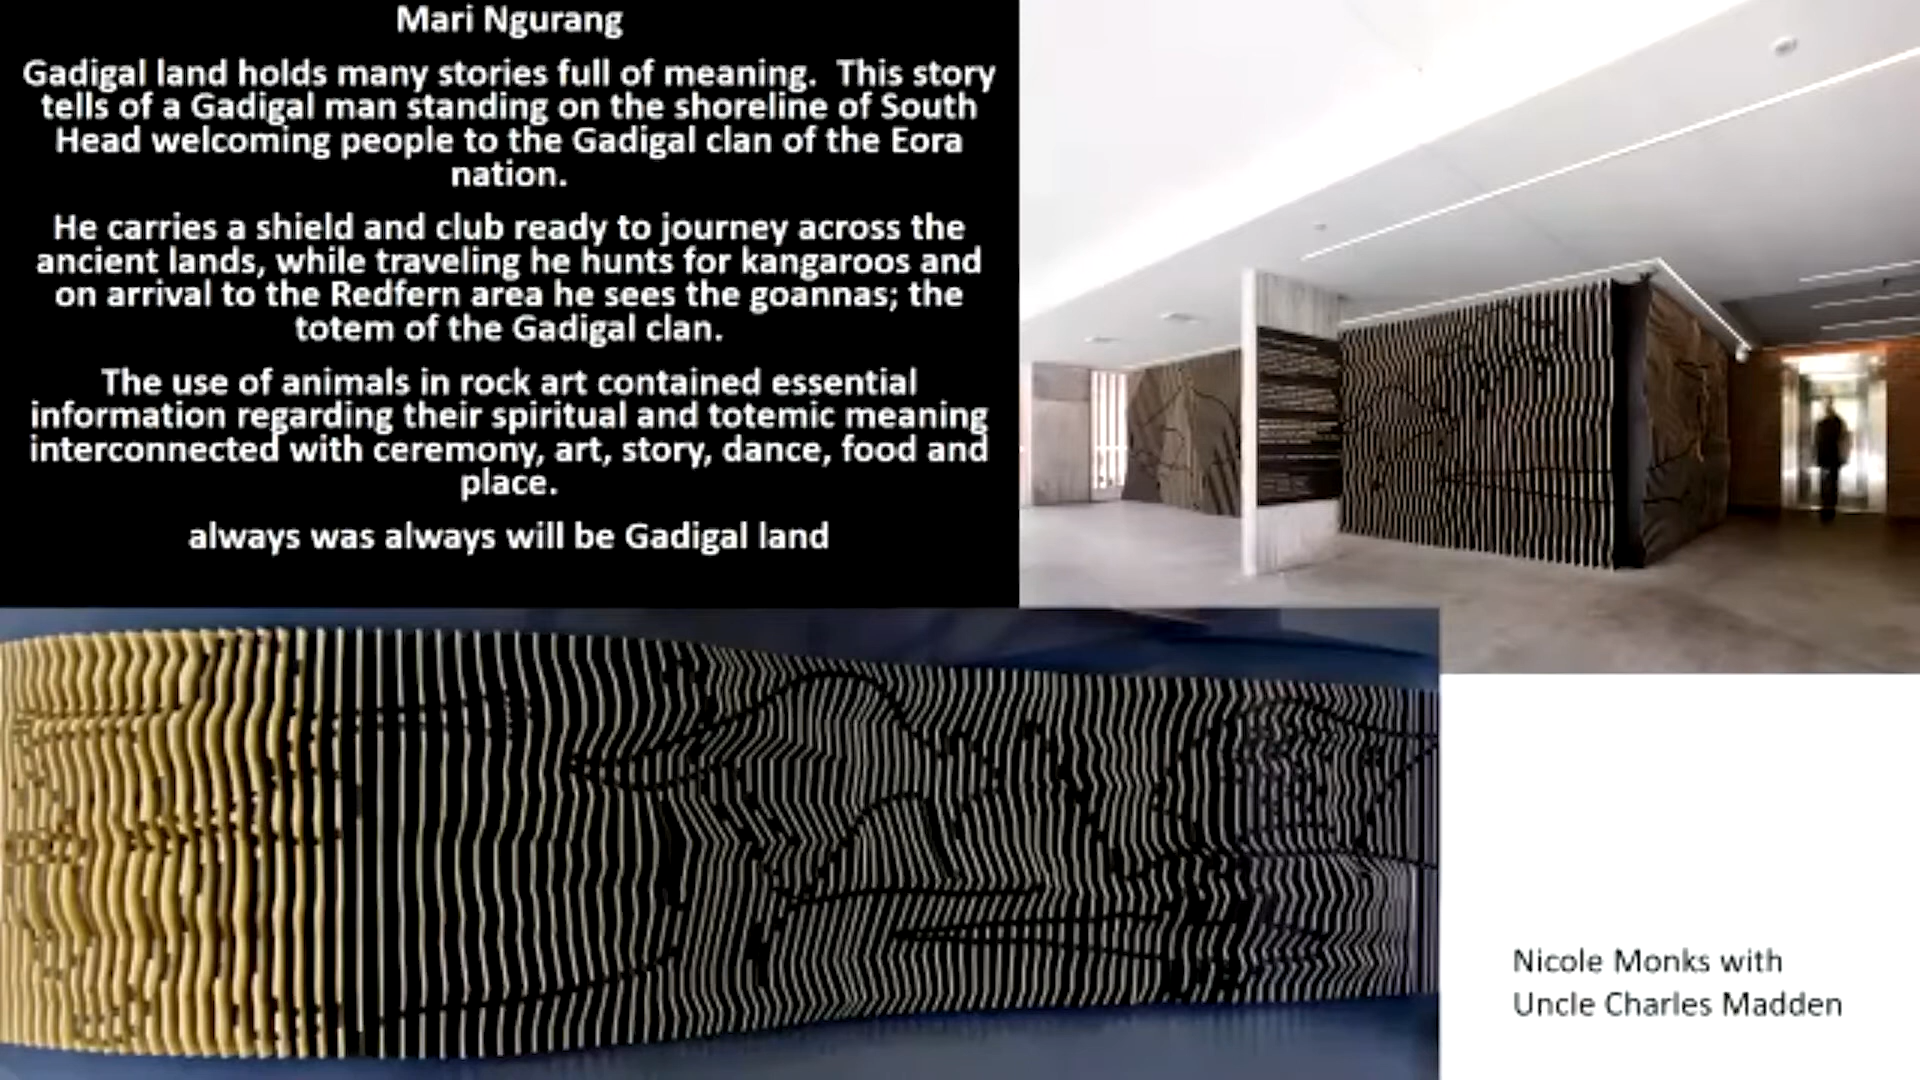 Mari Ngurang
Gadigal land holds many stories full of meaning.  This story
tells of a Gadigal man standing on the shoreline of South
Head welcoming people to the Gadigal clan of the Eora
nation.
He carries a shield and club ready to journey across the
ancient lands, while traveling he hunts for kangaroos and
on arrival to the Redfern area he sees the goannas; the
totem of the Gadigal clan.
The use of animals in rock art contained essential
information regarding their spiritual and totemic meaning
interconnected with ceremony, art, story, dance, food and
place.
always was always will be Gadigal land
Nicole Monks with
Uncle Charles Madden